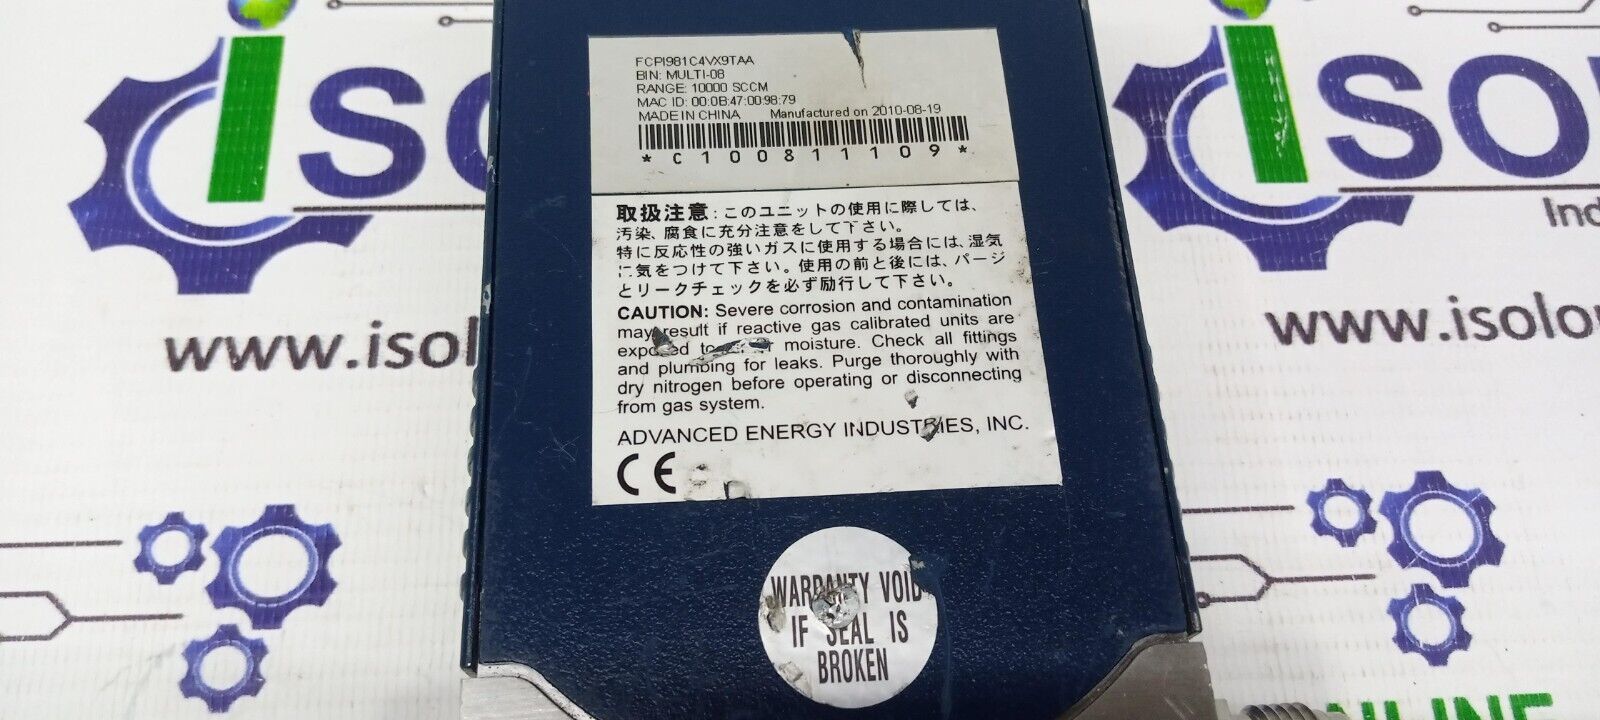 FCPI981C4VX9TAA
BIN: MULTI-08
RANGE: 10000 SCCM
MAC ID: 00:0B:47:00:98:79
MADE IN CHINA Manufactured on 2010-08-19
*C100811109*
取扱注意:このユニットの使用に際しては、
汚染、腐食に充分注意をして下さい。
特に反応性の強いガスに使用する場合には、湿気
に気をつけて下さい。使用の前と後には、パージ
とリークチェックを必ず励行して下さい。
CAUTION: Severe corrosion and contamination
may result if reactive gas calibrated units are
moisture. Check all fittings
and plumbing for leaks. Purge thoroughly with
dry nitrogen before operating or disconnecting
from gas system.
ADVANCED ENERGY INDUSTRIES, INC.
CE
WARRANTY VOID
IF SEAL IS
BROKEN
iSO
www.isol
iSOL
Ind
www.isolo
ONLINE